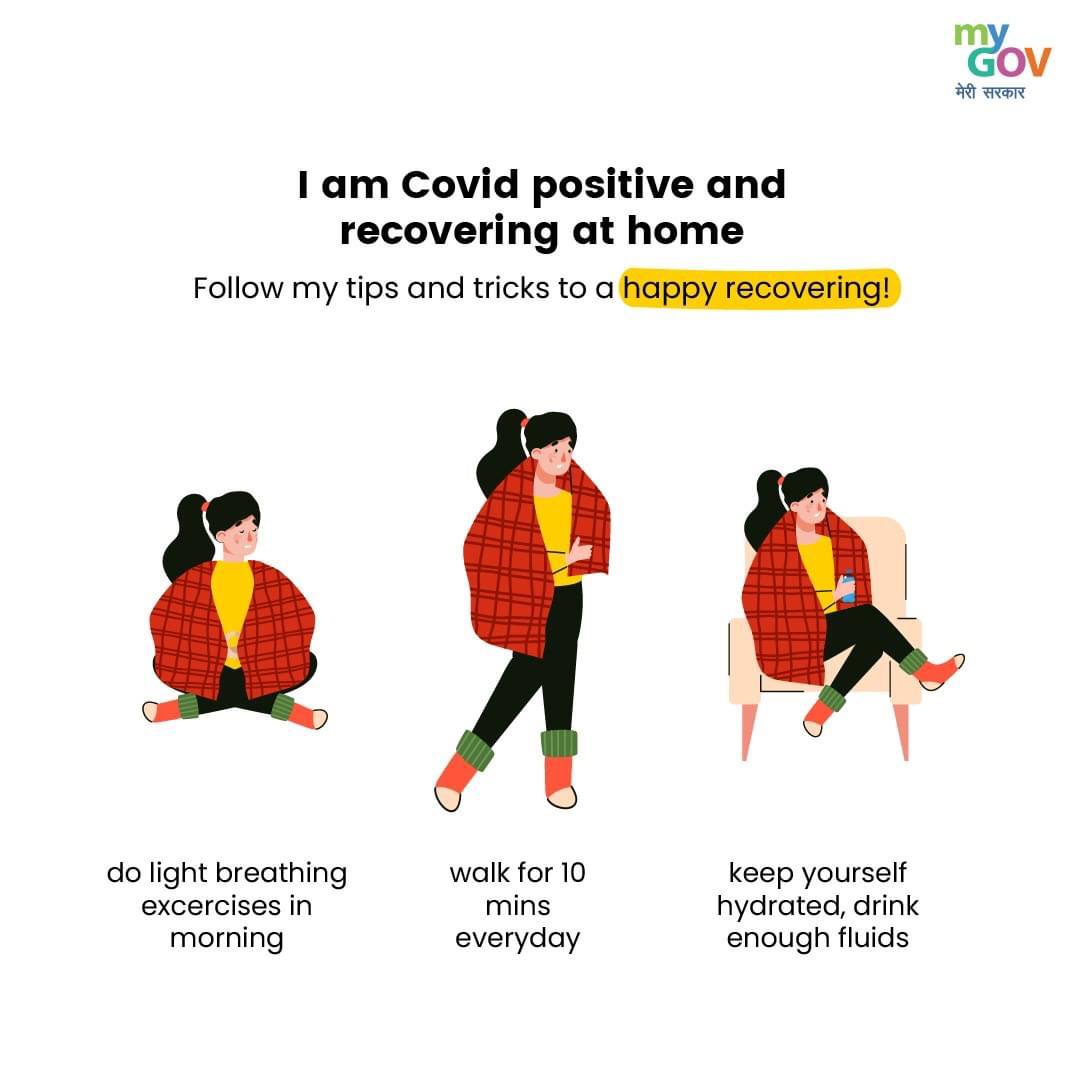 my
GOV
मेरी सरकार
I am Covid positive and
recovering at home
Follow my tips and tricks to a happy recovering!
do light breathing
excercises in
morning
walk for 10
mins
everyday
keep yourself
hydrated, drink
enough fluids